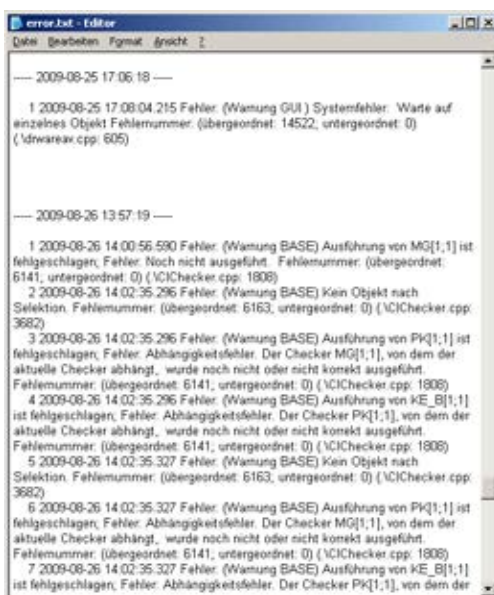 error.txt - Editor
Datei Bearbeiten Format Ansicht ?
---- 2009-08-25 17:06:18 ----
1 2009-08-25 17:08:04.215 Fehler: (Warnung GUI ) Systemfehler: Warte auf
einzelnes Objekt Fehlernummer: (übergeordnet: 14522; untergeordnet: 0)
(.\drwareav.cpp: 605)
---- 2009-08-26 13:57:19 ----
1 2009-08-26 14:00:56.590 Fehler: (Warnung BASE) Ausführung von MG[1;1] ist
fehlgeschlagen; Fehler: Noch nicht ausgeführt. Fehlernummer: (übergeordnet:
6141; untergeordnet: 0) (.\CIChecker.cpp: 1808)
2 2009-08-26 14:02:35.296 Fehler: (Warnung BASE) Kein Objekt nach
Selektion. Fehlernummer: (übergeordnet: 6163; untergeordnet: 0) (.\CIChecker.cpp:
3682)
3 2009-08-26 14:02:35.296 Fehler: (Warnung BASE) Ausführung von PK[1;1] ist
fehlgeschlagen; Fehler: Abhängigkeitsfehler. Der Checker MG[1;1], von dem der
aktuelle Checker abhängt, wurde noch nicht oder nicht korrekt ausgeführt.
Fehlernummer: (übergeordnet: 6141; untergeordnet: 0) (.\CIChecker.cpp: 1808)
4 2009-08-26 14:02:35.296 Fehler: (Warnung BASE) Ausführung von KE_B[1;1]
ist fehlgeschlagen; Fehler: Abhängigkeitsfehler. Der Checker PK[1;1], von dem der
aktuelle Checker abhängt, wurde noch nicht oder nicht korrekt ausgeführt.
Fehlernummer: (übergeordnet: 6141; untergeordnet: 0) (.\CIChecker.cpp: 1808)
5 2009-08-26 14:02:35.327 Fehler: (Warnung BASE) Kein Objekt nach
Selektion. Fehlernummer: (übergeordnet: 6163; untergeordnet: 0) (.\CIChecker.cpp:
3682)
6 2009-08-26 14:02:35.327 Fehler: (Warnung BASE) Ausführung von PK[1;1] ist
fehlgeschlagen; Fehler: Abhängigkeitsfehler. Der Checker MG[1;1], von dem der
aktuelle Checker abhängt, wurde noch nicht oder nicht korrekt ausgeführt.
Fehlernummer: (übergeordnet: 6141; untergeordnet: 0) (.\CIChecker.cpp: 1808)
7 2009-08-26 14:02:35.327 Fehler: (Warnung BASE) Ausführung von KE_B[1;1]
ist fehlgeschlagen; Fehler: Abhängigkeitsfehler. Der Checker PK[1;1], von dem der